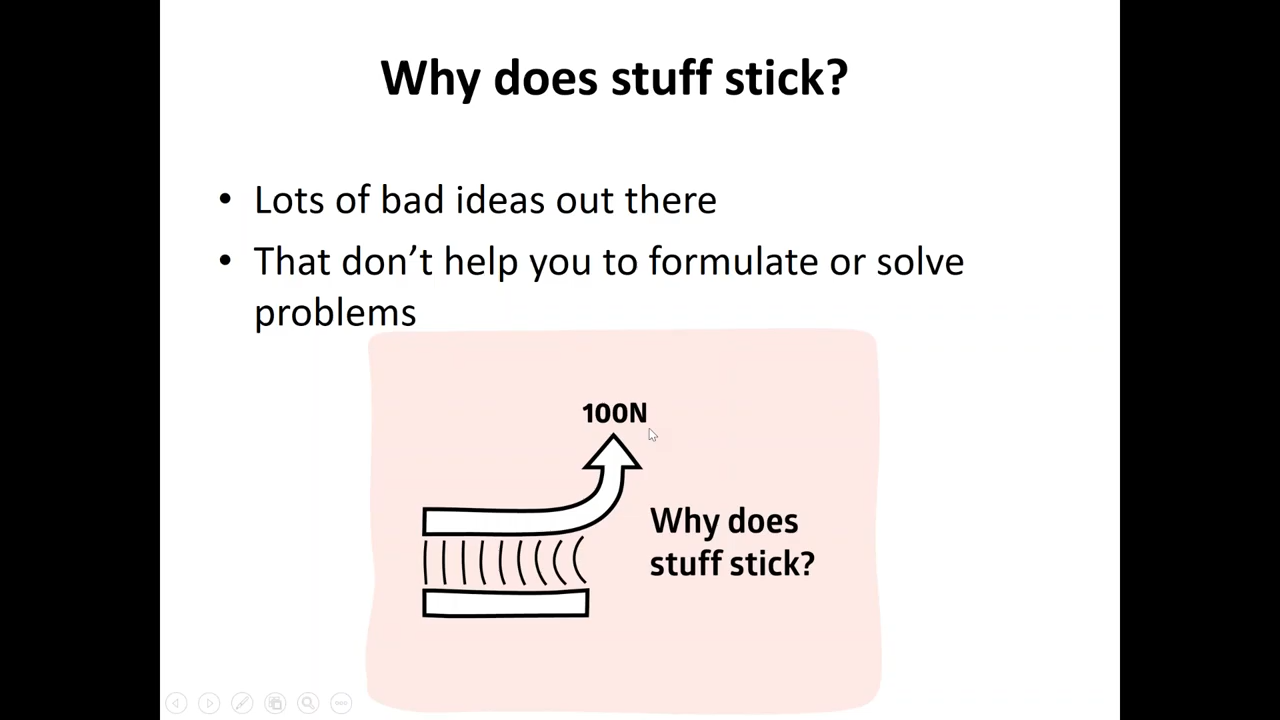 Why does stuff stick?
• Lots of bad ideas out there
• That don’t help you to formulate or solve
problems
100N
Why does
stuff stick?